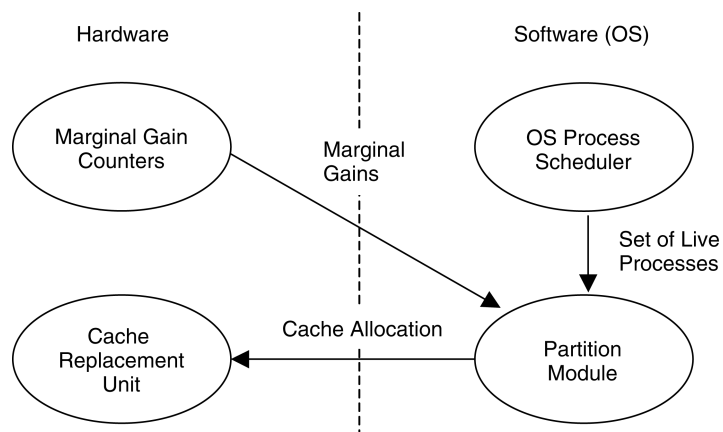 Hardware
Software (OS)
Marginal Gain
Counters
Marginal
Gains
OS Process
Scheduler
Set of Live
Processes
Cache
Replacement
Unit
Cache Allocation
Partition
Module